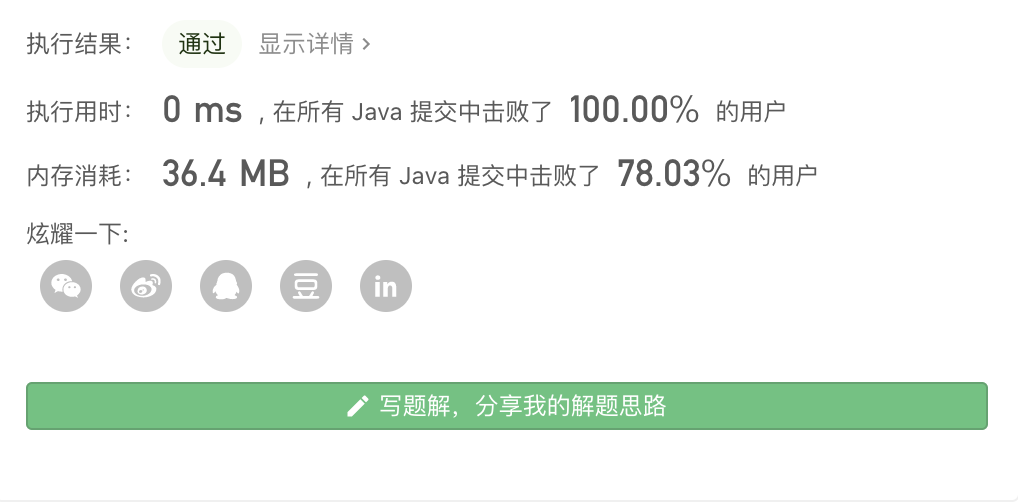 执行结果： 通过 显示详情 >
执行用时： 0 ms , 在所有 Java 提交中击败了 100.00% 的用户
内存消耗： 36.4 MB , 在所有 Java 提交中击败了 78.03% 的用户
炫耀一下:
豆 in
写题解，分享我的解题思路